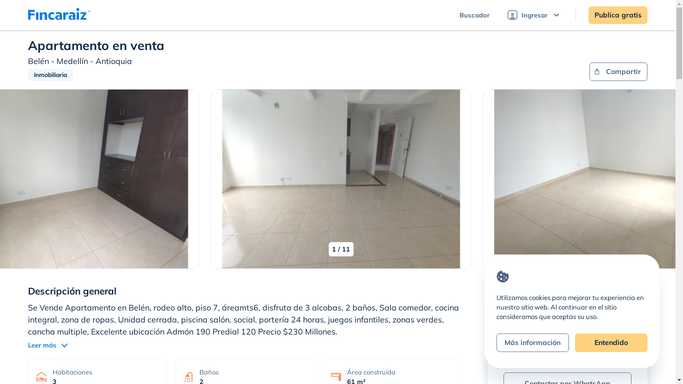 Fincaraiz
Buscador
Ingresar
Publica gratis
Apartamento en venta
Belén - Medellín - Antioquia
Inmobiliaria
Compartir
1 / 11
Descripción general
Se Vende Apartamento en Belén, rodeo alto, piso 7, áreamts6, disfruta de 3 alcobas, 2 baños, Sala comedor, cocina
integral, zona de ropas, Unidad cerrada, piscina salón, social, portería 24 horas, juegos infantiles, zonas verdes,
cancha multiple, Excelente ubicación Admón 190 Predial 120 Precio $230 Millones.
Leer más
Habitaciones
3
Baños
2
Área construida
61 m²
Utilizamos cookies para mejorar tu experiencia en
nuestro sitio web. Al continuar en el sitio
consideramos que aceptas su uso.
Más información
Entendido
Contactar por WhatsApp